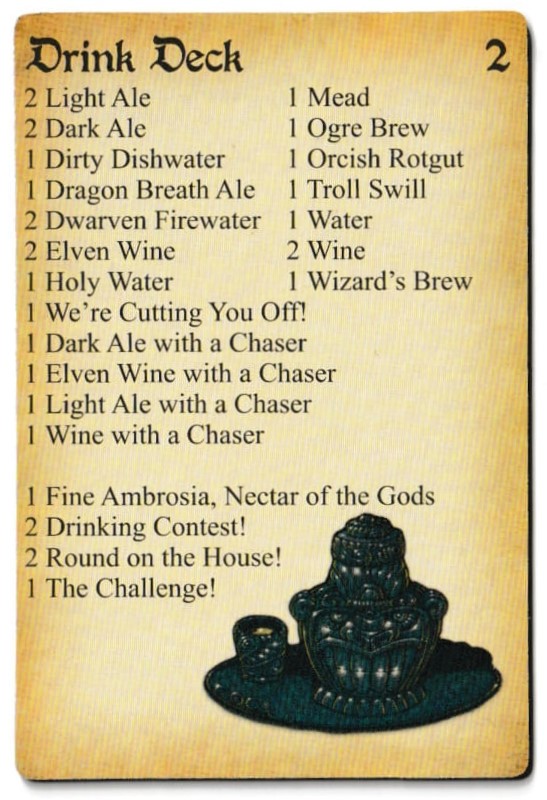 Drink Deck 2
2 Light Ale 1 Mead
2 Dark Ale 1 Ogre Brew
1 Dirty Dishwater 1 Orcish Rotgut
1 Dragon Breath Ale 1 Troll Swill
2 Dwarven Firewater 1 Water
2 Elven Wine 2 Wine
1 Holy Water 1 Wizard's Brew
1 We're Cutting You Off!
1 Dark Ale with a Chaser
1 Elven Wine with a Chaser
1 Light Ale with a Chaser
1 Wine with a Chaser
1 Fine Ambrosia, Nectar of the Gods
2 Drinking Contest!
2 Round on the House!
1 The Challenge!